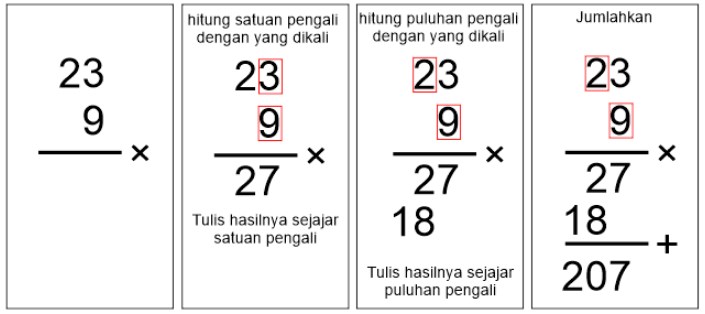 23
9
×
hitung satuan pengali
dengan yang dikali
23
9
×
27
Tulis hasilnya sejajar
satuan pengali
hitung puluhan pengali
dengan yang dikali
23
9
×
27
18
Tulis hasilnya sejajar
puluhan pengali
Jumlahkan
23
9
×
27
18
+
207